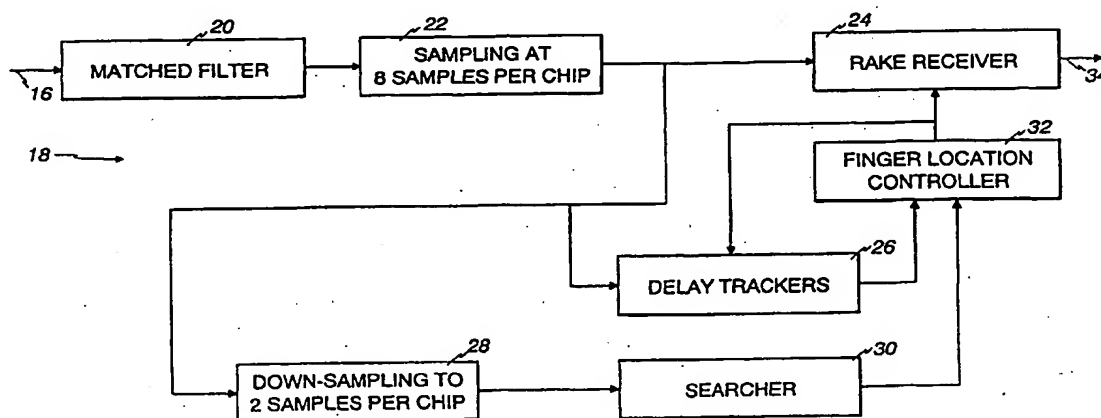 20
MATCHED FILTER
16
22
SAMPLING AT
8 SAMPLES PER CHIP
24
RAKE RECEIVER
34
18
32
FINGER LOCATION
CONTROLLER
26
DELAY TRACKERS
28
DOWN-SAMPLING TO
2 SAMPLES PER CHIP
30
SEARCHER